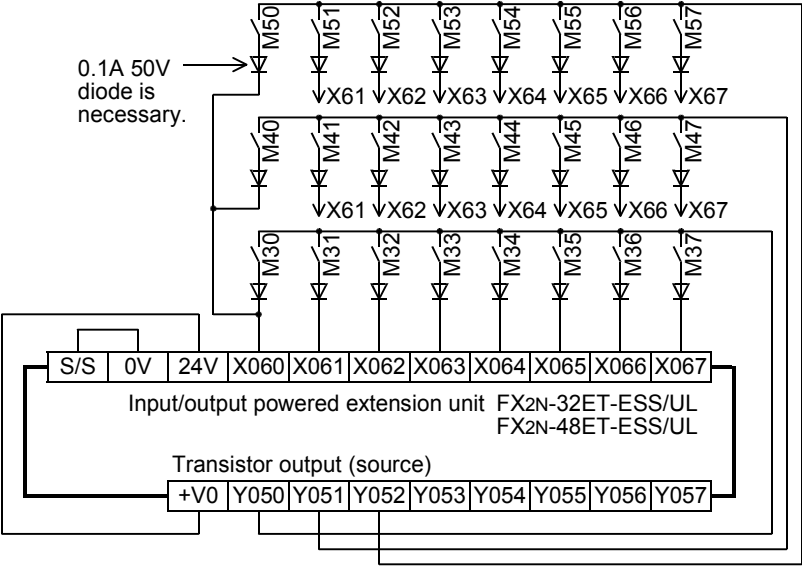 M50 M51 M52 M53 M54 M55 M56 M57
0.1A 50V
diode is
necessary.
X61 X62 X63 X64 X65 X66 X67
M40 M41 M42 M43 M44 M45 M46 M47
X61 X62 X63 X64 X65 X66 X67
M30 M31 M32 M33 M34 M35 M36 M37
S/S 0V 24V X060 X061 X062 X063 X064 X065 X066 X067
Input/output powered extension unit FX2N-32ET-ESS/UL
FX2N-48ET-ESS/UL
Transistor output (source)
+V0 Y050 Y051 Y052 Y053 Y054 Y055 Y056 Y057